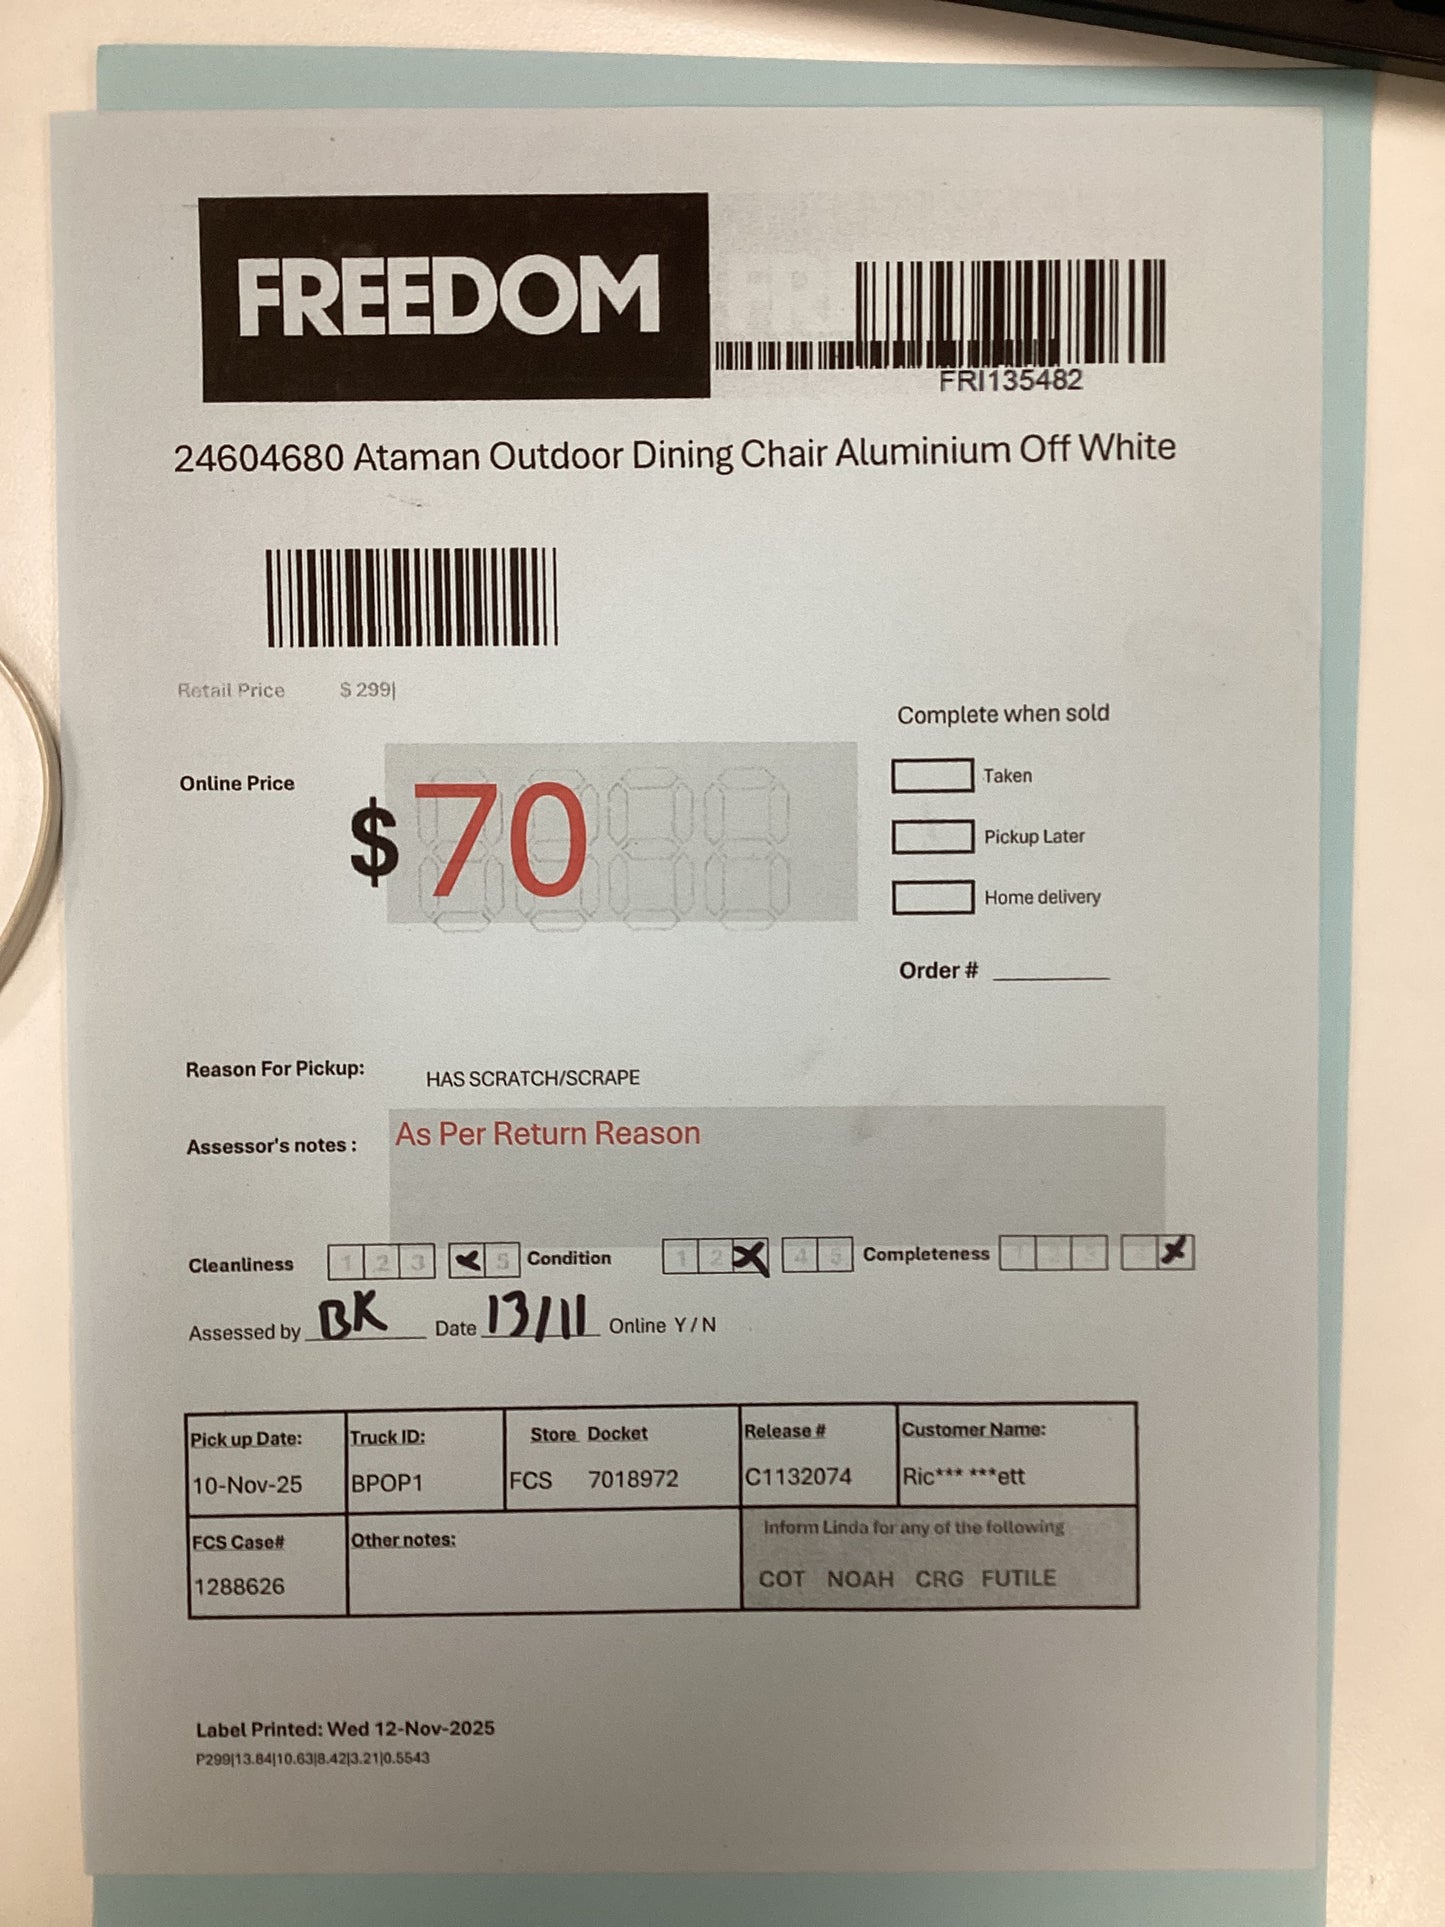 FREEDOM
FRI135482
24604680 Ataman Outdoor Dining Chair Aluminium Off White
Retail Price $ 299|
Complete when sold
Online Price $ 70
Taken
Pickup Later
Home delivery
Order #
Reason For Pickup: HAS SCRATCH/SCRAPE
Assessor's notes : As Per Return Reason
Cleanliness 1 2 3 5 Condition 1 2 4 5 Completeness
Assessed by BK Date 13/11 Online Y / N
Pick up Date: Truck ID: Store Docket Release # Customer Name:
10-Nov-25 BPOP1 FCS 7018972 C1132074 Ric*** ***ett
FCS Case# Other notes: Inform Linda for any of the following
1288626 COT NOAH CRG FUTILE
Label Printed: Wed 12-Nov-2025
P299|13.84|10.63|8.42|3.21|0.5543